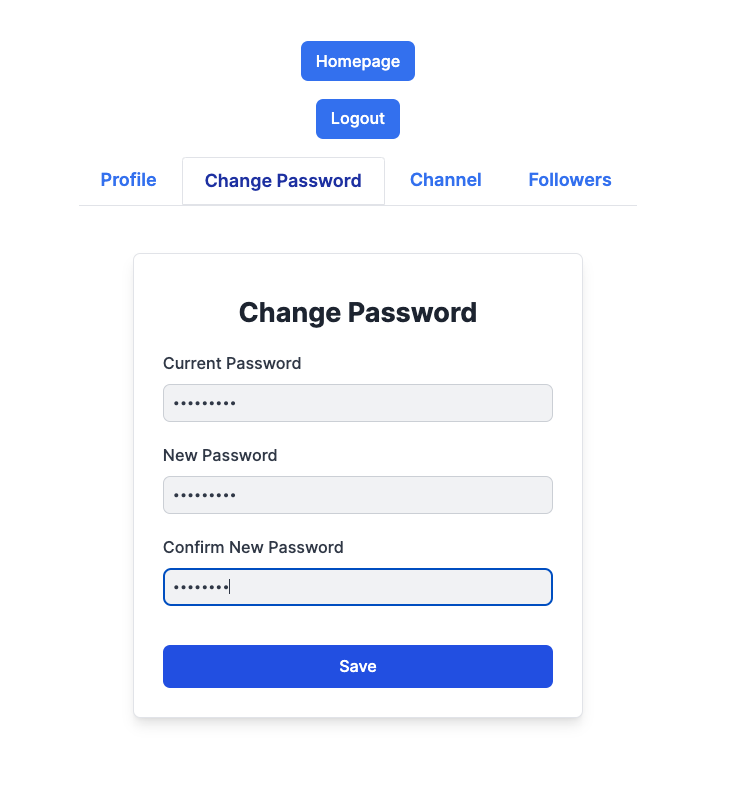 Homepage
Logout
Profile Change Password Channel Followers
Change Password
Current Password
•••••••••
New Password
•••••••••
Confirm New Password
••••••••
Save